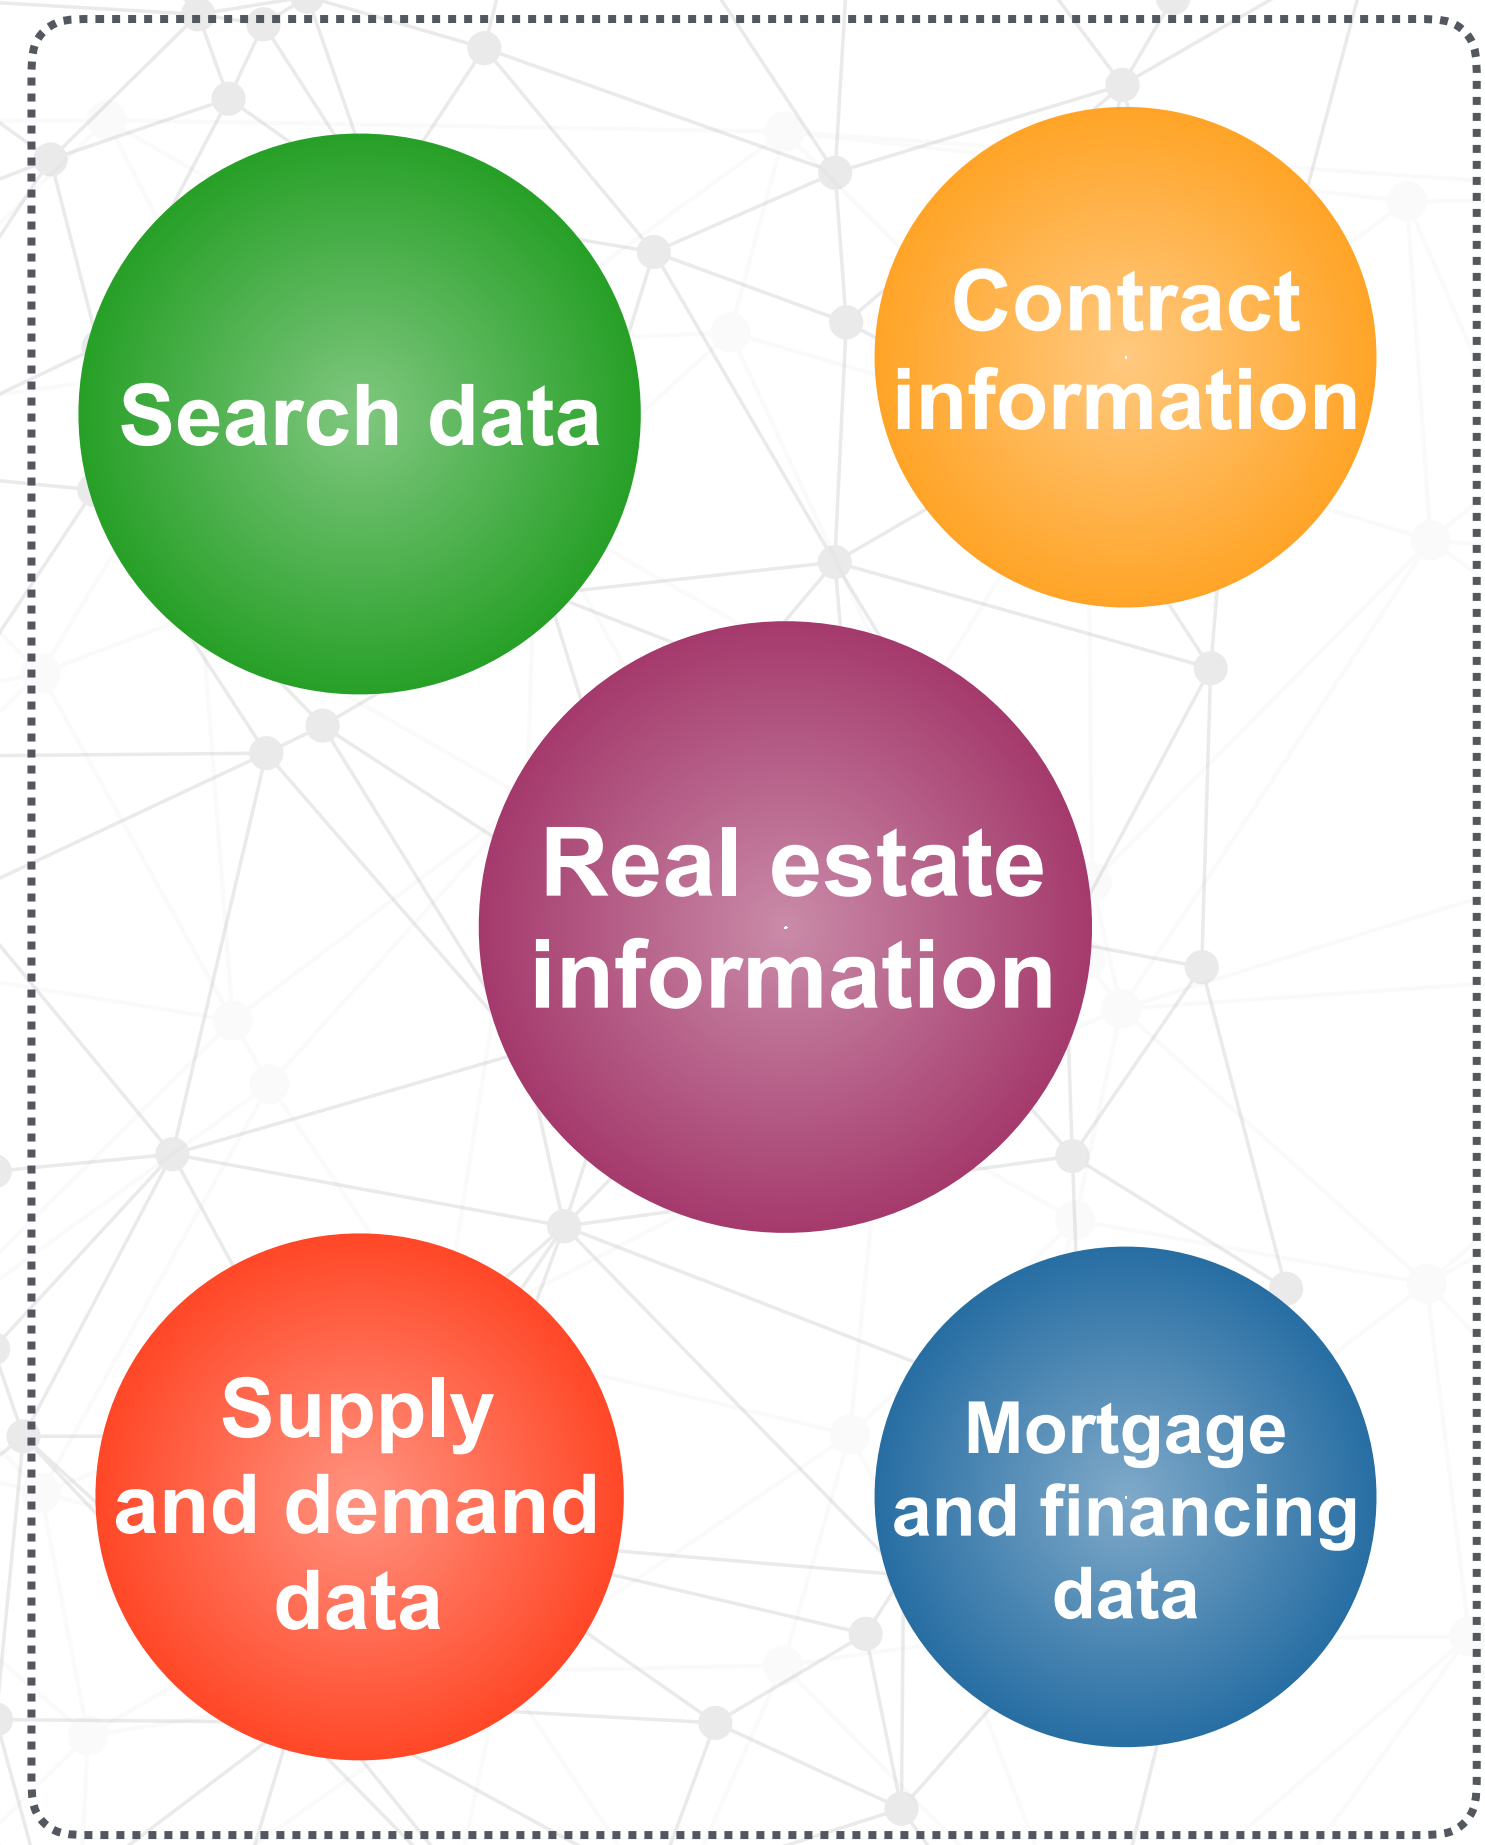 Search data
Contract
information
Real estate
information
Supply
and demand
data
Mortgage
and financing
data